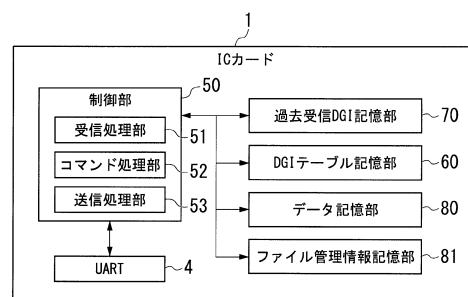 1
ICカード
制御部
50
受信処理部
51
コマンド処理部
52
送信処理部
53
UART
4
過去受信DGI記憶部
70
DGIテーブル記憶部
60
データ記憶部
80
ファイル管理情報記憶部
81